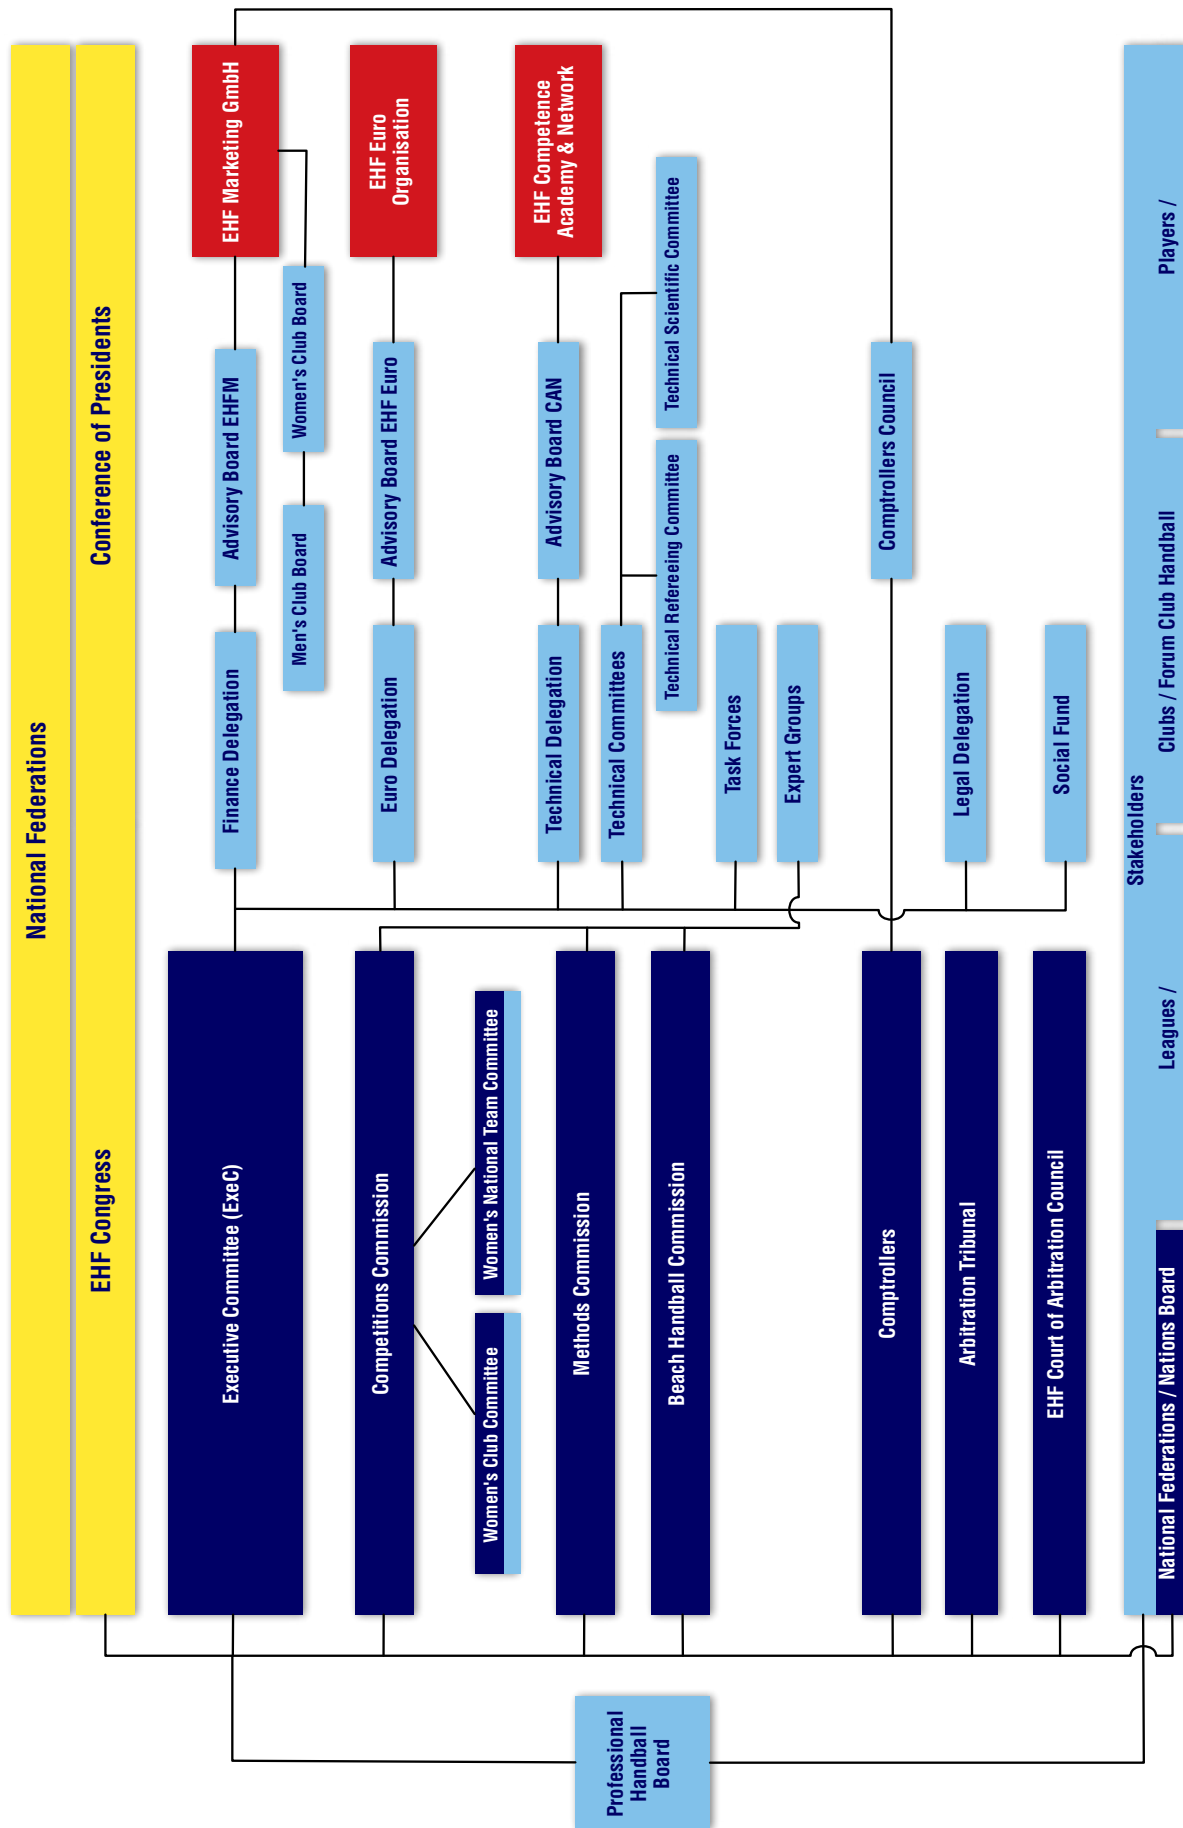 National Federations
EHF Congress
Conference of Presidents
Executive Committee (ExeC)
Finance Delegation
Advisory Board EHFM
EHF Marketing GmbH
Men's Club Board
Women's Club Board
Competitions Commission
Euro Delegation
Advisory Board EHF Euro
EHF Euro
Organisation
Women's Club Committee
Women's National Team Committee
Methods Commission
Technical Delegation
Advisory Board CAN
EHF Competence
Academy & Network
Technical Committees
Technical Refereeing Committee
Technical Scientific Committee
Beach Handball Commission
Task Forces
Expert Groups
Professional
Handball
Board
Comptrollers
Comptrollers Council
Arbitration Tribunal
Legal Delegation
EHF Court of Arbitration Council
Social Fund
Stakeholders
National Federations / Nations Board
Leagues /
Clubs / Forum Club Handball
Players /